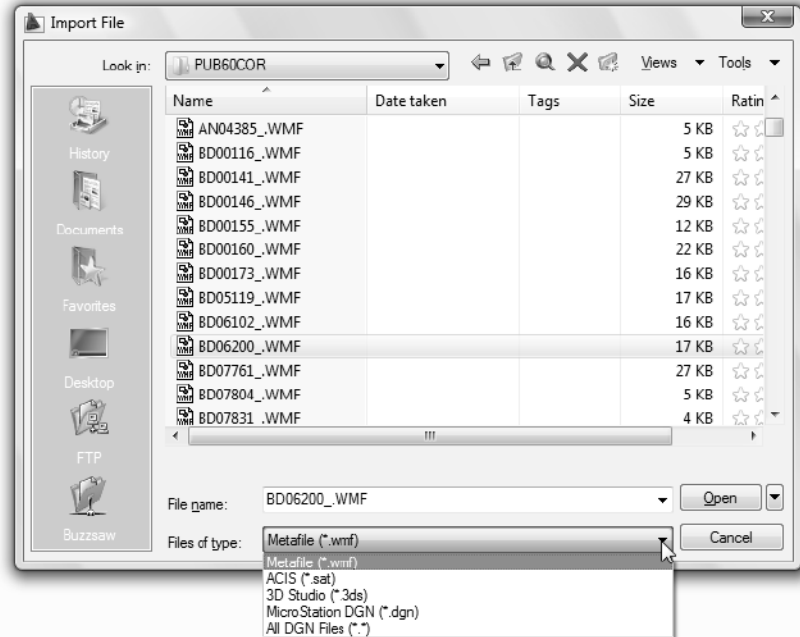 Import File
Look in: PUB60COR Views Tools
Name Date taken Tags Size Ratin
AN04385_.WMF 5 KB
BD00116_.WMF 5 KB
BD00141_.WMF 27 KB
BD00146_.WMF 29 KB
BD00155_.WMF 12 KB
BD00160_.WMF 22 KB
BD00173_.WMF 16 KB
BD05119_.WMF 17 KB
BD06102_.WMF 16 KB
BD06200_.WMF 17 KB
BD07761_.WMF 27 KB
BD07804_.WMF 5 KB
BD07831_.WMF 4 KB
History
Documents
Favorites
Desktop
FTP
Buzzsaw
File name: BD06200_.WMF Open
Files of type: Metafile (*.wmf) Cancel
Metafile (*.wmf)
ACIS (*.sat)
3D Studio (*.3ds)
MicroStation DGN (*.dgn)
All DGN Files (*.*)